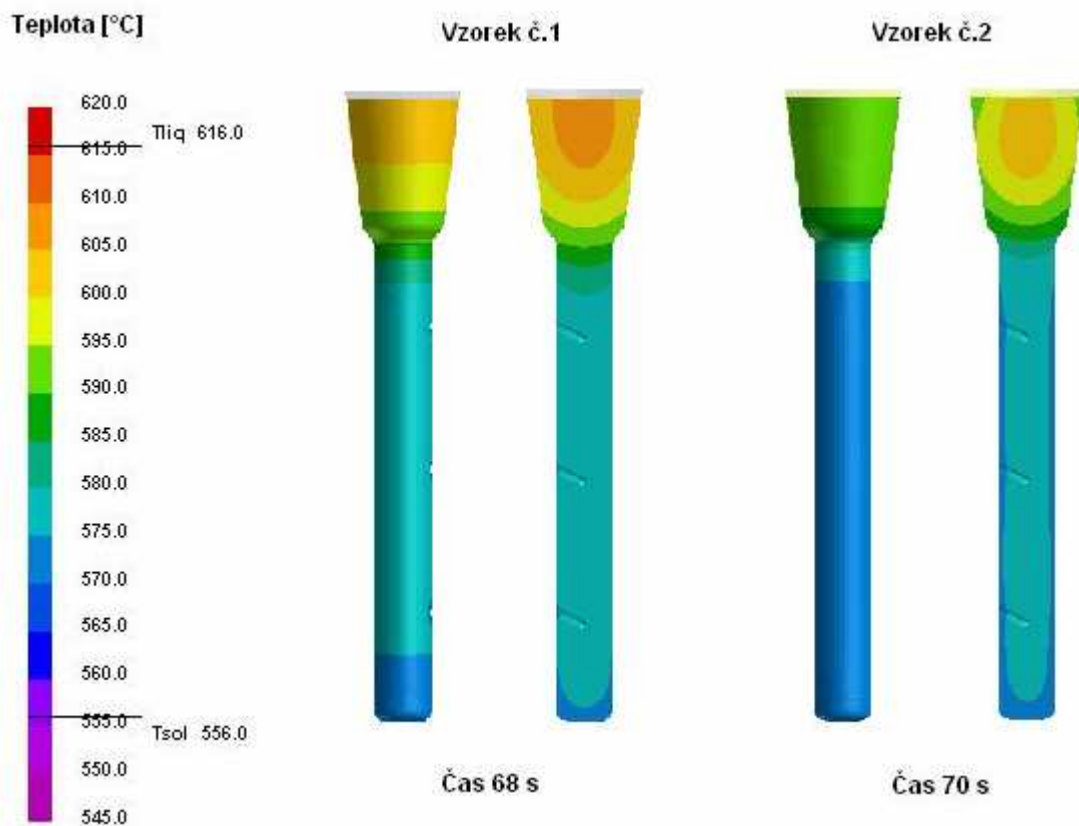 Teplota [°C]
Vzorek č.1
Vzorek č.2
620.0
Tliq 616.0
615.0
610.0
605.0
600.0
595.0
590.0
585.0
580.0
575.0
570.0
565.0
560.0
555.0
Tsol 556.0
550.0
545.0
Čas 68 s
Čas 70 s